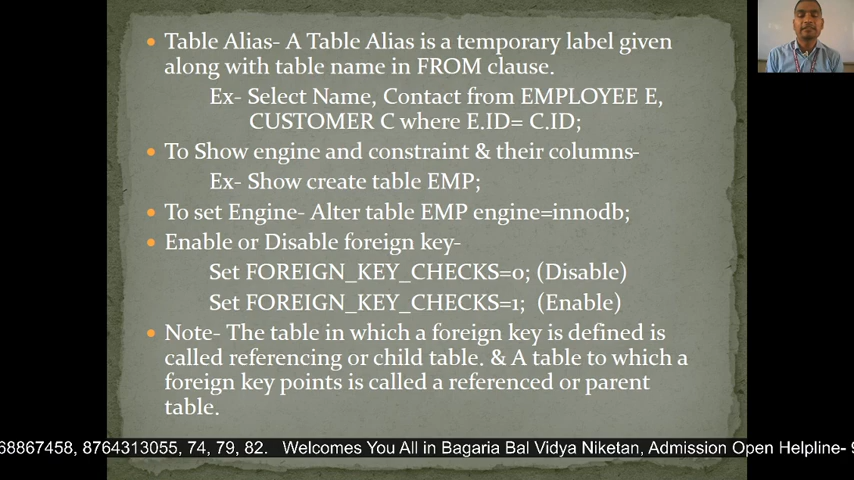 Table Alias- A Table Alias is a temporary label given
along with table name in FROM clause.
Ex- Select Name, Contact from EMPLOYEE E,
CUSTOMER C where E.ID= C.ID;
To Show engine and constraint & their columns-
Ex- Show create table EMP;
To set Engine- Alter table EMP engine=innodb;
Enable or Disable foreign key-
Set FOREIGN_KEY_CHECKS=0; (Disable)
Set FOREIGN_KEY_CHECKS=1; (Enable)
Note- The table in which a foreign key is defined is
called referencing or child table. & A table to which a
foreign key points is called a referenced or parent
table.
68867458, 8764313055, 74, 79, 82. Welcomes You All in Bagaria Bal Vidya Niketan, Admission Open Helpline- 9